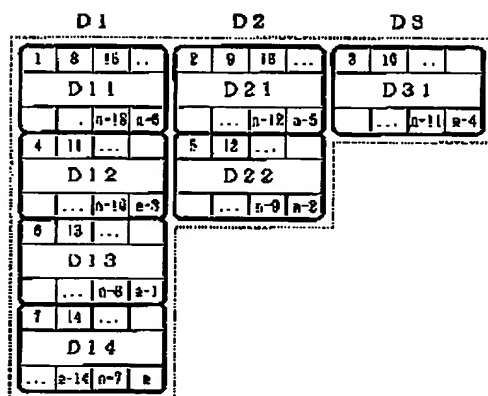 D1 D2 D3
1 8 15 ..
D11
. n-13 n-6
2 9 16 ...
D21
... n-12 n-5
3 10 ..
D31
... n-11 n-4
4 11 ...
D12
... n-10 n-3
5 12 ...
D22
... n-9 n-2
6 13 ...
D13
... n-8 n-1
7 14 ...
D14
... n-14 n-7 n